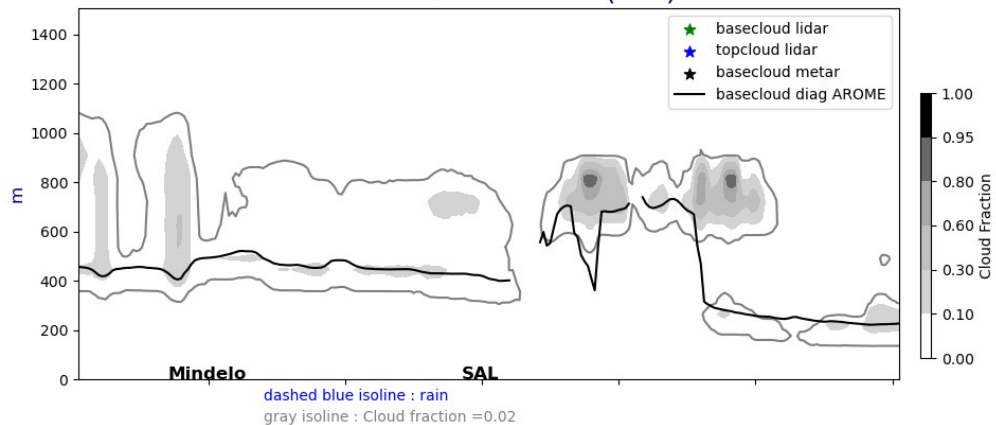 1400
1200
1000
800
600
400
200
0
m
basecloud lidar
topcloud lidar
basecloud metar
basecloud diag AROME
1.00
0.95
0.80
0.60
0.30
0.10
0.00
Cloud Fraction
Mindelo
SAL
dashed blue isoline : rain
gray isoline : Cloud fraction =0.02